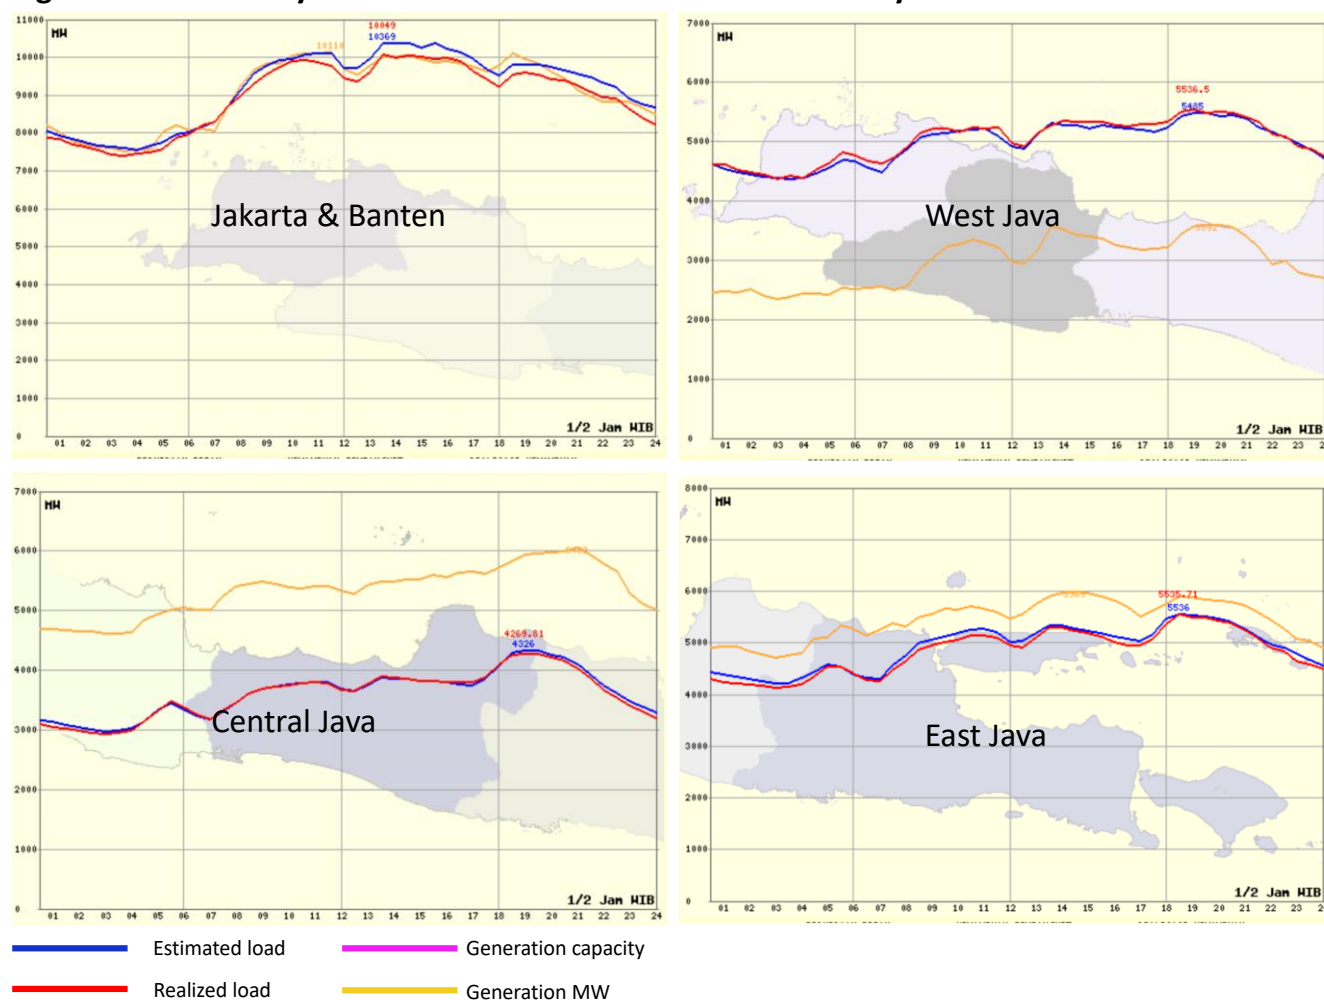 11000
MW
10049
10369
10110
10000
9000
8000
7000
6000
5000
4000
3000
2000
1000
0
Jakarta & Banten
1/2 Jam WIB
01 02 03 04 05 06 07 08 09 10 11 12 13 14 15 16 17 18 19 20 21 22 23 24
7000
MW
5536.5
5485
6000
5000
4000
3000
2000
1000
0
West Java
1/2 Jam WIB
01 02 03 04 05 06 07 08 09 10 11 12 13 14 15 16 17 18 19 20 21 22 23
7000
MW
6000
5000
4269.81
4326
4000
3000
2000
1000
0
Central Java
1/2 Jam WIB
01 02 03 04 05 06 07 08 09 10 11 12 13 14 15 16 17 18 19 20 21 22 23 24
8000
MW
7000
6000
5535.71
5536
5000
4000
3000
2000
1000
0
East Java
1/2 Jam WIB
01 02 03 04 05 06 07 08 09 10 11 12 13 14 15 16 17 18 19 20 21 22 23
Estimated load
Generation capacity
Realized load
Generation MW